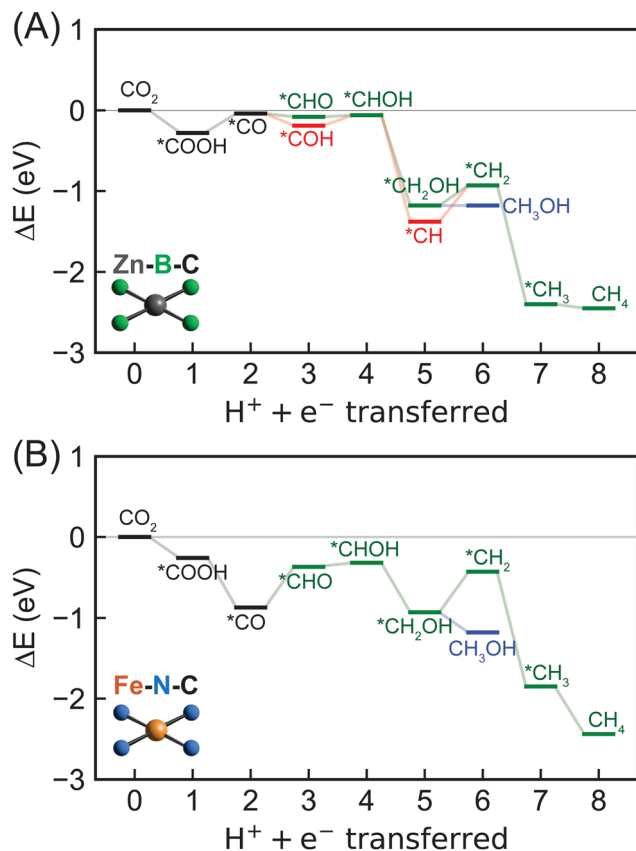 (A)
1
0
−1
−2
−3
ΔE (eV)
CO₂
*COOH
*CO
*CHO
*COH
*CHOH
*CH₂OH
*CH
*CH₂
CH₃OH
*CH₃
CH₄
Zn-B-C
0 1 2 3 4 5 6 7 8
H⁺ + e⁻ transferred
(B)
1
0
−1
−2
−3
ΔE (eV)
CO₂
*COOH
*CO
*CHO
*CHOH
*CH₂OH
*CH₂
CH₃OH
*CH₃
CH₄
Fe-N-C
0 1 2 3 4 5 6 7 8
H⁺ + e⁻ transferred